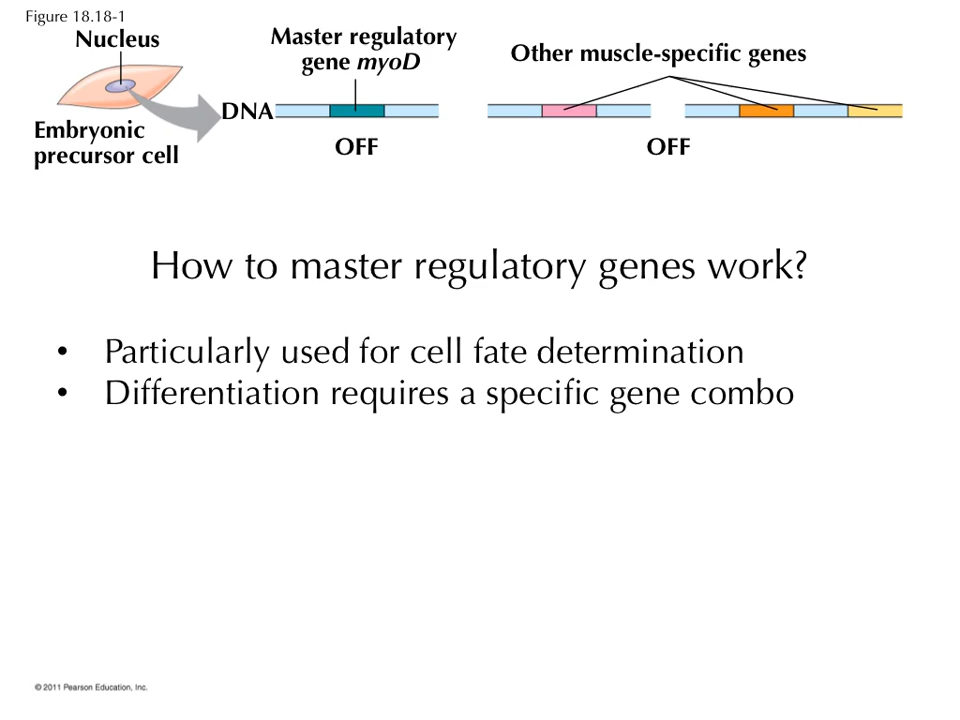 Figure 18.18-1
Nucleus
Master regulatory
gene myoD
Other muscle-specific genes
DNA
Embryonic
precursor cell
OFF
OFF
How to master regulatory genes work?
• Particularly used for cell fate determination
• Differentiation requires a specific gene combo
© 2011 Pearson Education, Inc.